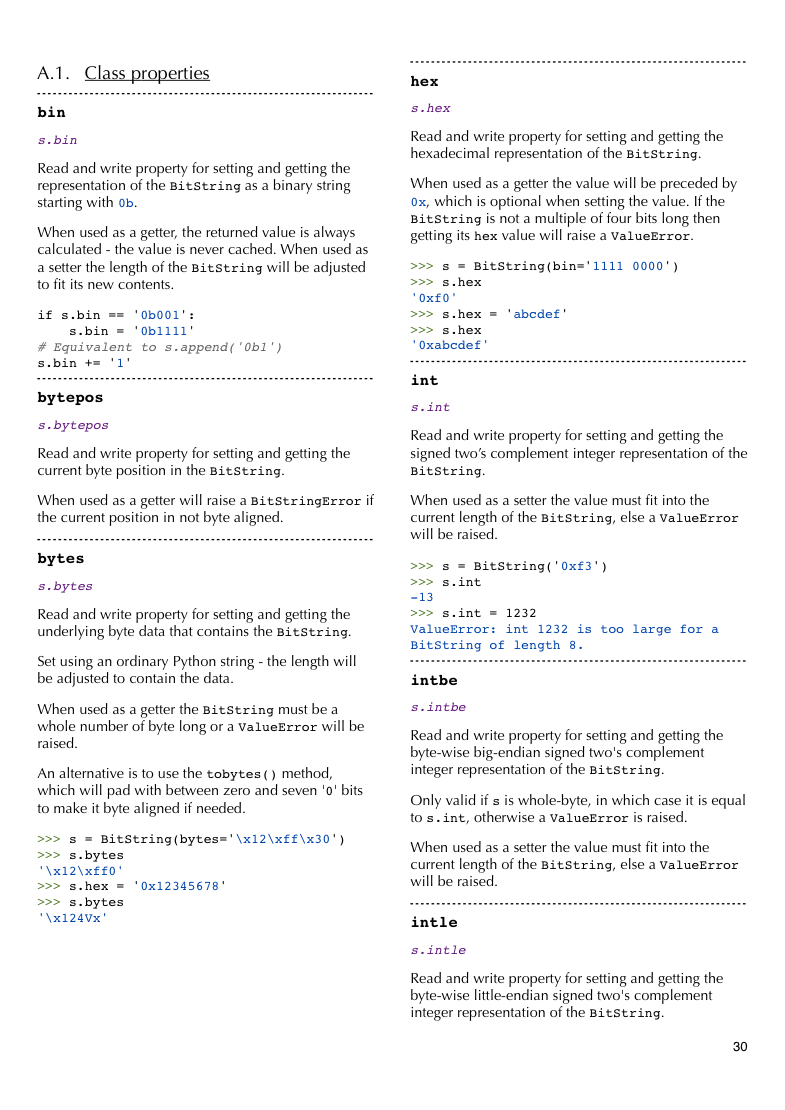 A.1. Class properties
bin
s.bin
Read and write property for setting and getting the
representation of the BitString as a binary string
starting with 0b.
When used as a getter, the returned value is always
calculated - the value is never cached. When used as
a setter the length of the BitString will be adjusted
to fit its new contents.
if s.bin == '0b001':
    s.bin = '0b1111'
# Equivalent to s.append('0b1')
s.bin += '1'
bytepos
s.bytepos
Read and write property for setting and getting the
current byte position in the BitString.
When used as a getter will raise a BitStringError if
the current position in not byte aligned.
bytes
s.bytes
Read and write property for setting and getting the
underlying byte data that contains the BitString.
Set using an ordinary Python string - the length will
be adjusted to contain the data.
When used as a getter the BitString must be a
whole number of byte long or a ValueError will be
raised.
An alternative is to use the tobytes() method,
which will pad with between zero and seven '0' bits
to make it byte aligned if needed.
>>> s = BitString(bytes='\x12\xff\x30')
>>> s.bytes
'\x12\xff0'
>>> s.hex = '0x12345678'
>>> s.bytes
'\x124Vx'
hex
s.hex
Read and write property for setting and getting the
hexadecimal representation of the BitString.
When used as a getter the value will be preceded by
0x, which is optional when setting the value. If the
BitString is not a multiple of four bits long then
getting its hex value will raise a ValueError.
>>> s = BitString(bin='1111 0000')
>>> s.hex
'0xf0'
>>> s.hex = 'abcdef'
>>> s.hex
'0xabcdef'
int
s.int
Read and write property for setting and getting the
signed two’s complement integer representation of the
BitString.
When used as a setter the value must fit into the
current length of the BitString, else a ValueError
will be raised.
>>> s = BitString('0xf3')
>>> s.int
-13
>>> s.int = 1232
ValueError: int 1232 is too large for a
BitString of length 8.
intbe
s.intbe
Read and write property for setting and getting the
byte-wise big-endian signed two's complement
integer representation of the BitString.
Only valid if s is whole-byte, in which case it is equal
to s.int, otherwise a ValueError is raised.
When used as a setter the value must fit into the
current length of the BitString, else a ValueError
will be raised.
intle
s.intle
Read and write property for setting and getting the
byte-wise little-endian signed two's complement
integer representation of the BitString.
30